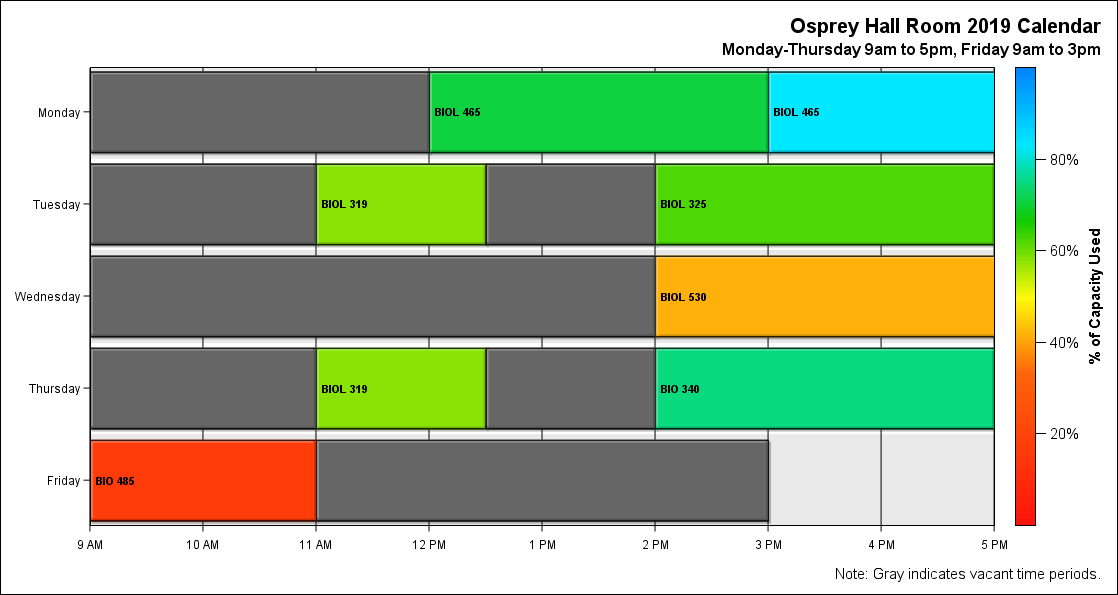 Osprey Hall Room 2019 Calendar
Monday-Thursday 9am to 5pm, Friday 9am to 3pm
Monday
BIOL 465
BIOL 465
Tuesday
BIOL 319
BIOL 325
Wednesday
BIOL 530
Thursday
BIOL 319
BIO 340
Friday
BIO 485
9 AM
10 AM
11 AM
12 PM
1 PM
2 PM
3 PM
4 PM
5 PM
80%
60%
40%
20%
% of Capacity Used
Note: Gray indicates vacant time periods.